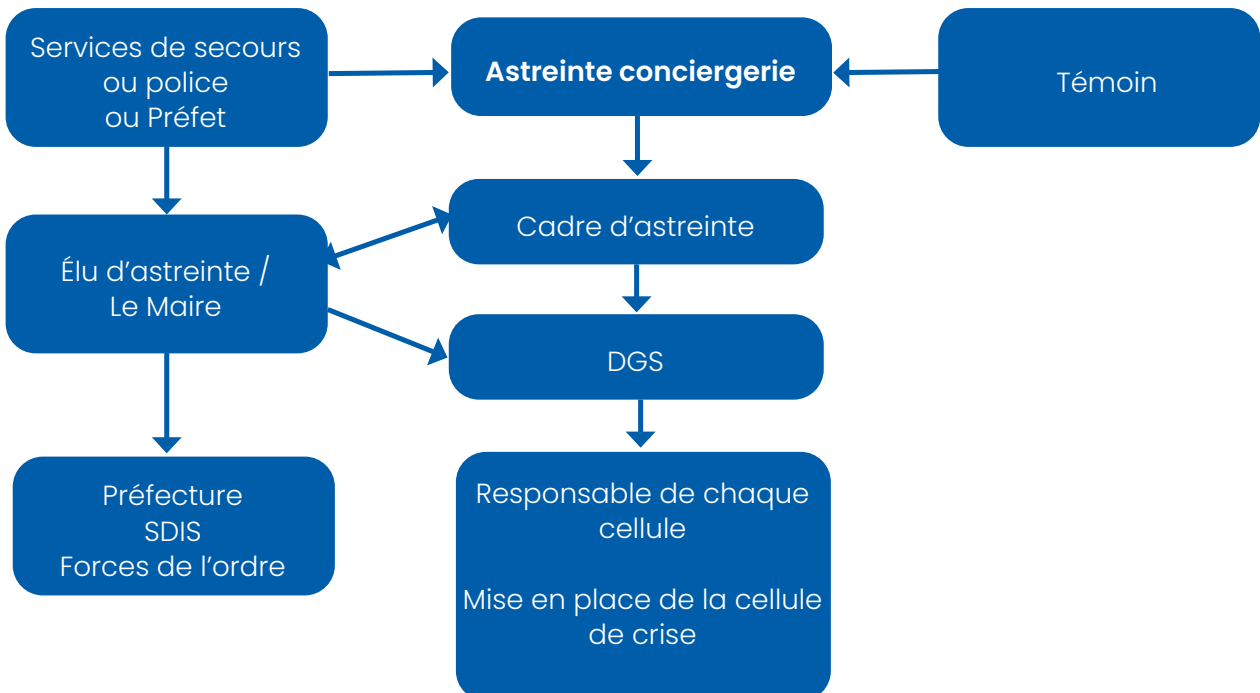 Services de secours
ou police
ou Préfet
Astreinte conciergerie
Témoin
Cadre d’astreinte
Élu d’astreinte /
Le Maire
DGS
Préfecture
SDIS
Forces de l’ordre
Responsable de chaque
cellule
Mise en place de la cellule
de crise